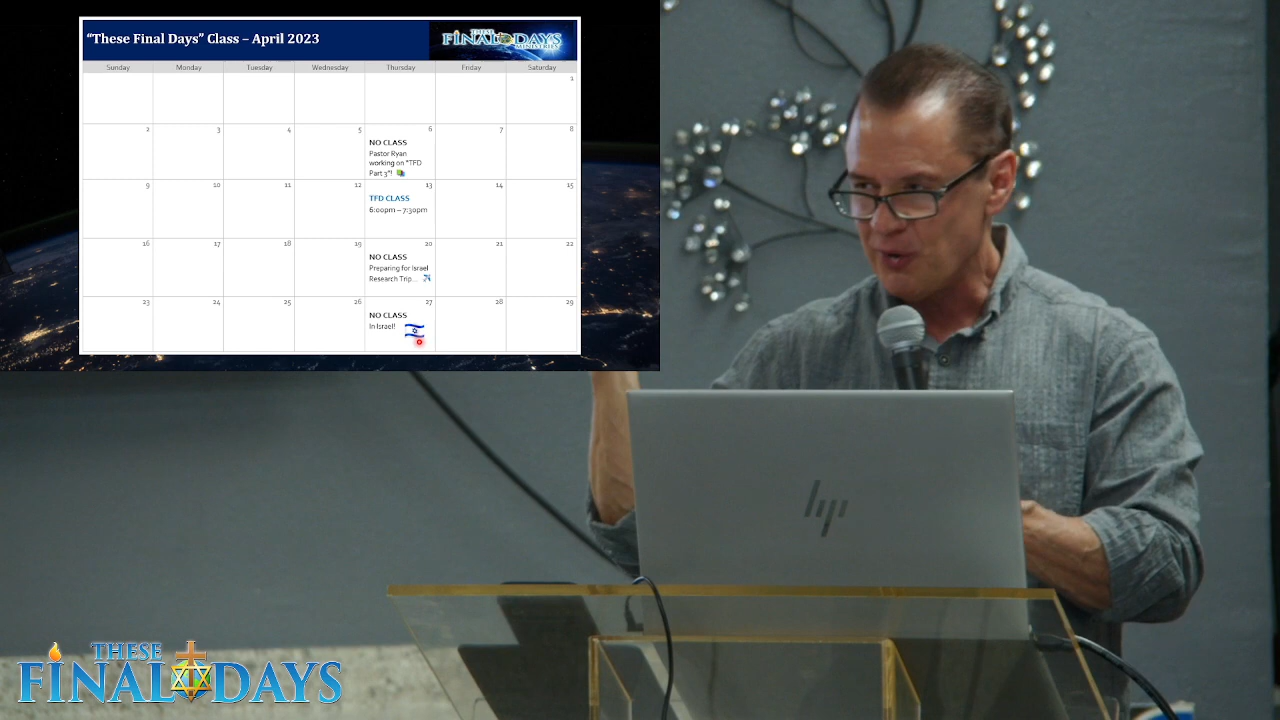 “These Final Days” Class – April 2023
THESE
FINAL DAYS
MINISTRIES
Sunday Monday Tuesday Wednesday Thursday Friday Saturday
1
2 3 4 5 6 7 8
NO CLASS
Pastor Ryan
working on "TFD
Part 3"!
9 10 11 12 13 14 15
TFD CLASS
6:00pm – 7:30pm
16 17 18 19 20 21 22
NO CLASS
Preparing for Israel
Research Trip...
23 24 25 26 27 28 29
NO CLASS
In Israel!
hp
THESE
FINAL DAYS